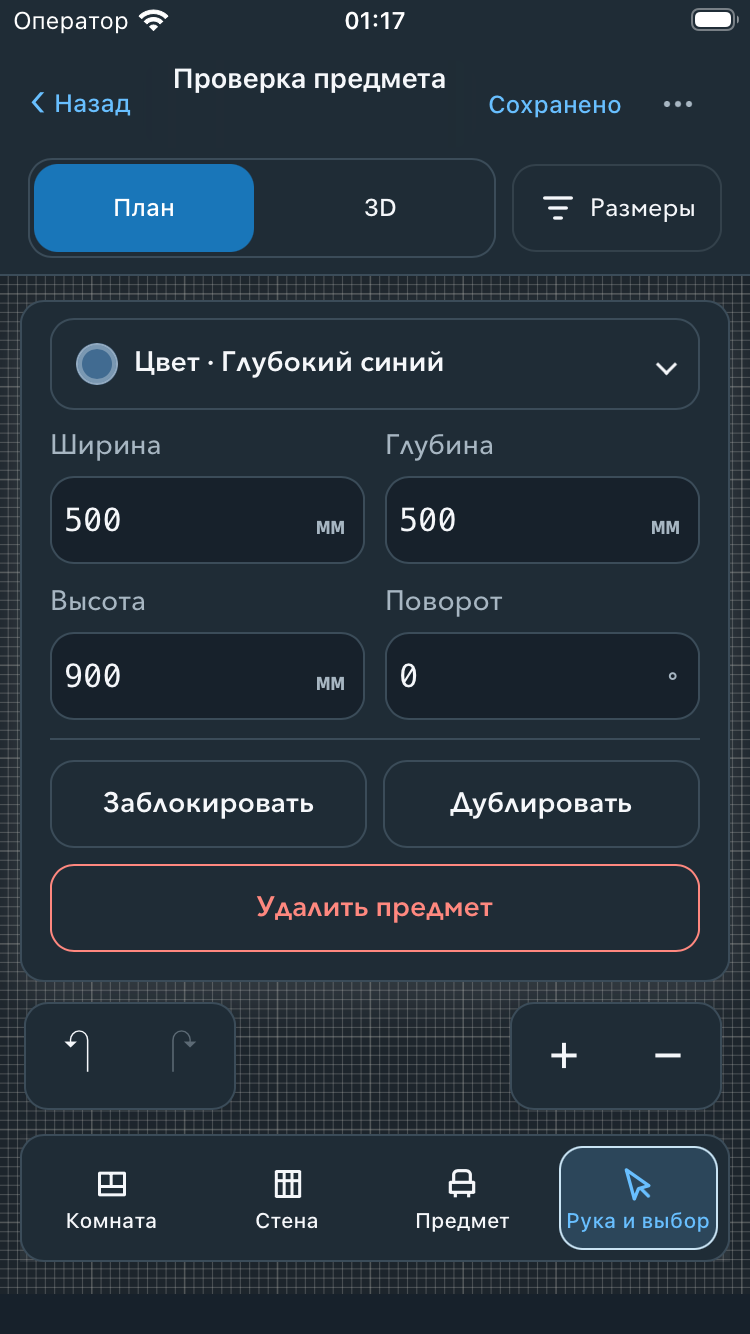 Оператор 01:17
Проверка предмета
Назад
Сохранено
План
3D
Размеры
Цвет · Глубокий синий
Ширина
Глубина
500 мм
500 мм
Высота
Поворот
900 мм
0 °
Заблокировать
Дублировать
Удалить предмет
Комната
Стена
Предмет
Рука и выбор